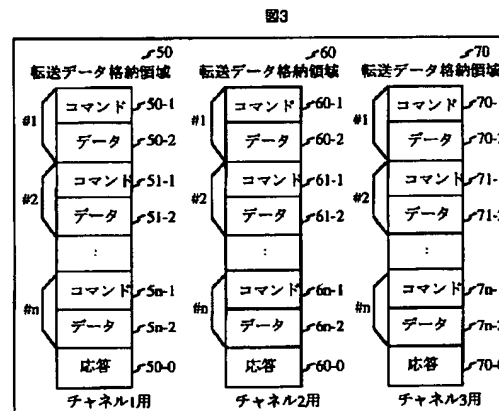 図3
50
転送データ格納領域
#1
コマンド 50-1
データ 50-2
#2
コマンド 51-1
データ 51-2
:
#n
コマンド 5n-1
データ 5n-2
応答 50-0
チャネル1用
60
転送データ格納領域
#1
コマンド 60-1
データ 60-2
#2
コマンド 61-1
データ 61-2
:
#n
コマンド 6n-1
データ 6n-2
応答 60-0
チャネル2用
70
転送データ格納領域
#1
コマンド 70-
データ 70-
#2
コマンド 71-
データ 71-
:
#n
コマンド 7n-
データ 7n-
応答 70-
チャネル3用